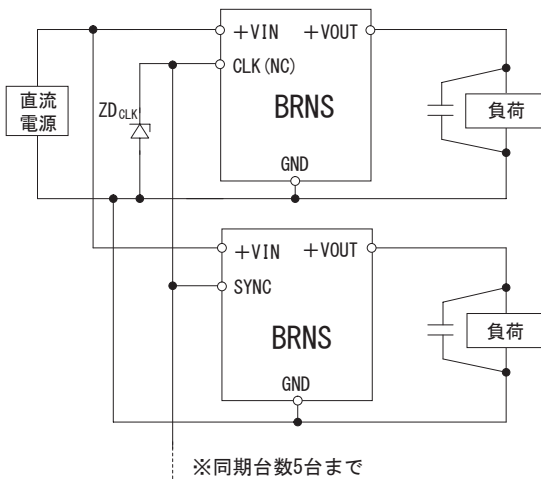 +VIN
+VOUT
CLK(NC)
直流
電源
ZDCLK
BRNS
負荷
GND
+VIN
+VOUT
SYNC
BRNS
負荷
GND
※同期台数5台まで